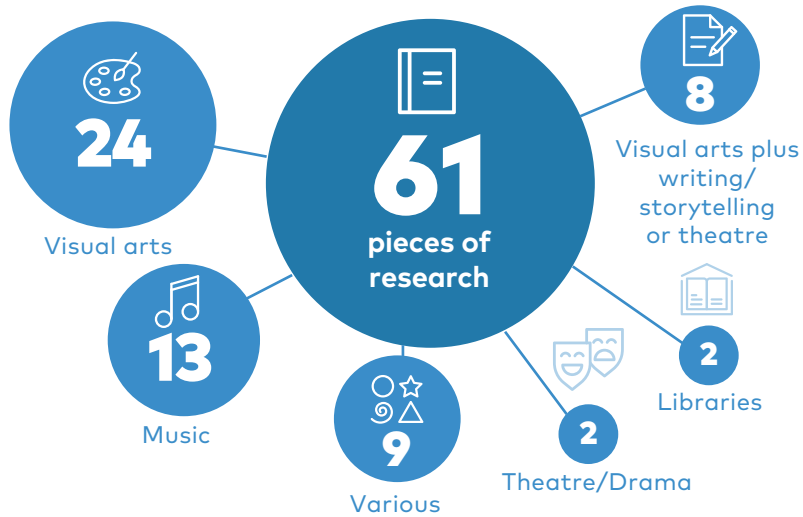 61
pieces of
research
24
Visual arts
13
Music
9
Various
2
Theatre/Drama
2
Libraries
8
Visual arts plus
writing/
storytelling
or theatre